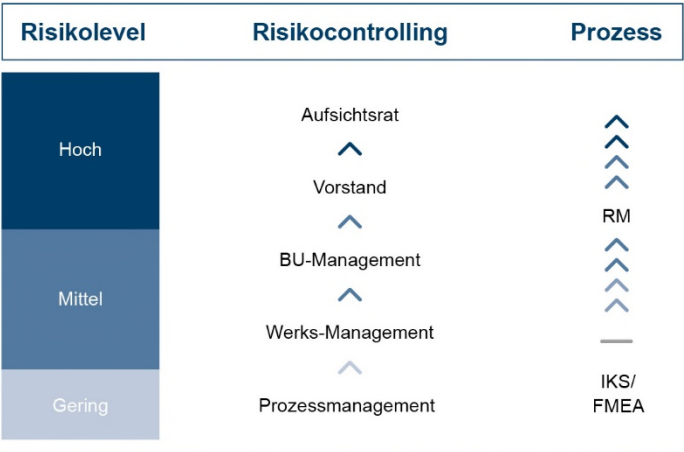 Risikolevel Risikocontrolling Prozess
Aufsichtsrat
Hoch
Vorstand
RM
BU-Management
Mittel
Werks-Management
IKS/
Gering Prozessmanagement FMEA